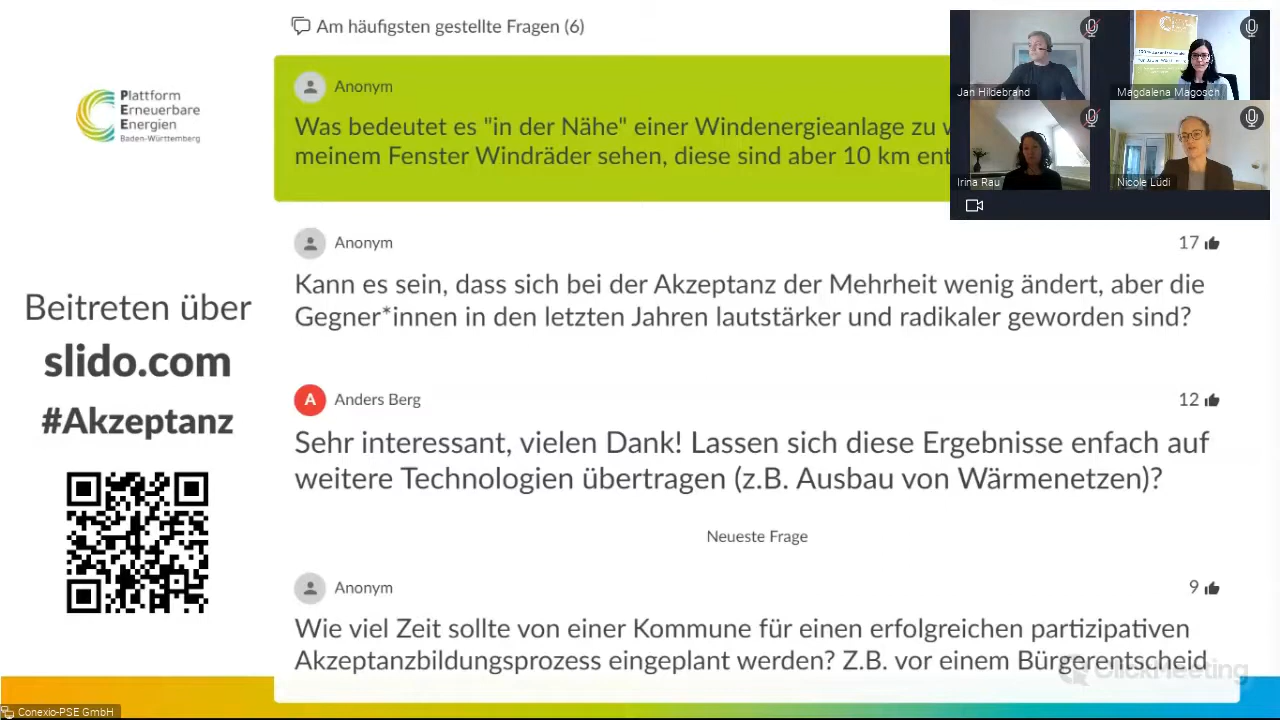 Am häufigsten gestellte Fragen (6)
Plattform
Erneuerbare
Energien
Baden-Württemberg
Beitreten über
slido.com
#Akzeptanz
Anonym
Was bedeutet es "in der Nähe" einer Windenergieanlage zu
meinem Fenster Windräder sehen, diese sind aber 10 km
Anonym
17
Kann es sein, dass sich bei der Akzeptanz der Mehrheit wenig ändert, aber die
Gegner*innen in den letzten Jahren lautstärker und radikaler geworden sind?
A
Anders Berg
12
Sehr interessant, vielen Dank! Lassen sich diese Ergebnisse enfach auf
weitere Technologien übertragen (z.B. Ausbau von Wärmenetzen)?
Neueste Frage
Anonym
9
Wie viel Zeit sollte von einer Kommune für einen erfolgreichen partizipativen
Akzeptanzbildungsprozess eingeplant werden? Z.B. vor einem Bürgerentscheid
Jan Hildebrand
Magdalena Magosch
Irina Rau
Nicole Lüdi
ClickMeeting
Conexio-PSE GmbH